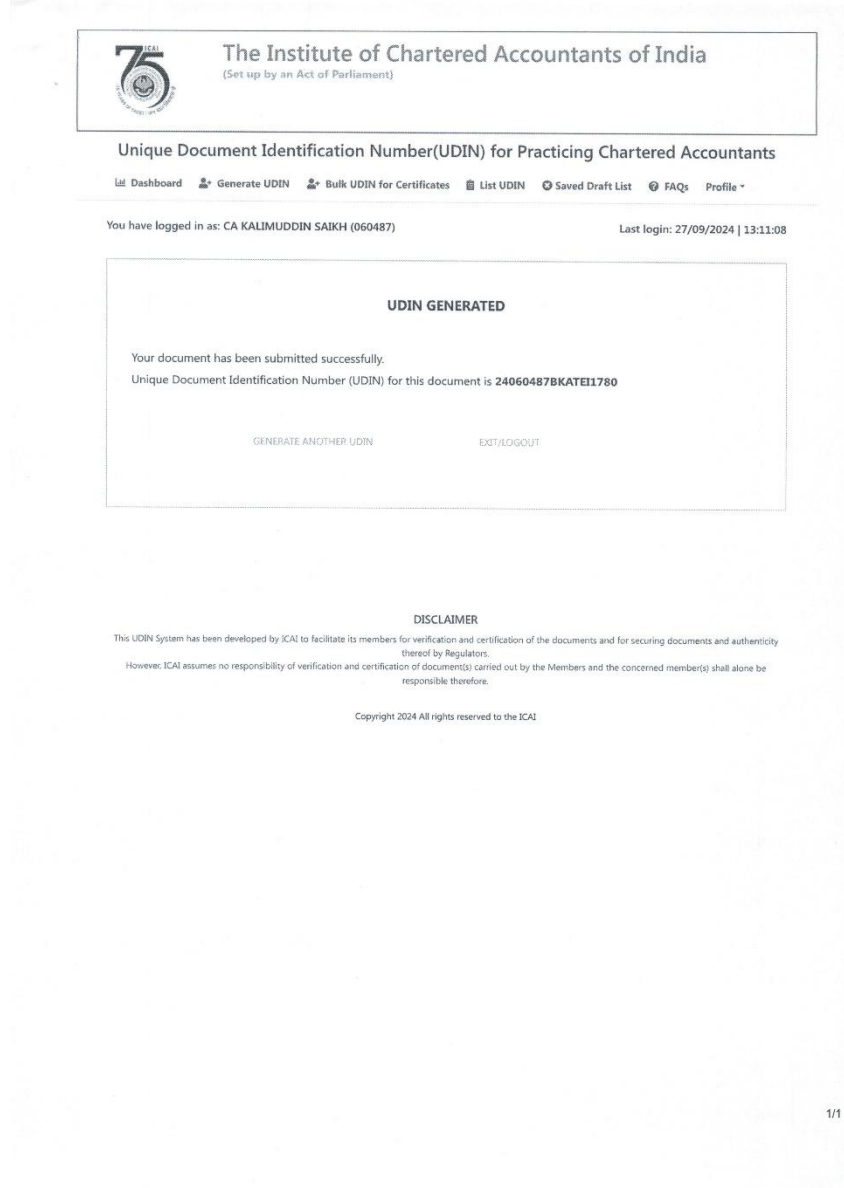 ICAI
75
The Institute of Chartered Accountants of India
(Set up by an Act of Parliament)
Unique Document Identification Number(UDIN) for Practicing Chartered Accountants
Dashboard Generate UDIN Bulk UDIN for Certificates List UDIN Saved Draft List FAQs Profile
You have logged in as: CA KALIMUDDIN SAIKH (060487) Last login: 27/09/2024 | 13:11:08
UDIN GENERATED
Your document has been submitted successfully.
Unique Document Identification Number (UDIN) for this document is 24060487BKATEI1780
GENERATE ANOTHER UDIN EXIT/LOGOUT
DISCLAIMER
This UDIN System has been developed by ICAI to facilitate its members for verification and certification of the documents and for securing documents and authenticity
thereof by Regulators.
However, ICAI assumes no responsibility of verification and certification of document(s) carried out by the Members and the concerned member(s) shall alone be
responsible therefore.
Copyright 2024 All rights reserved to the ICAI
1/1